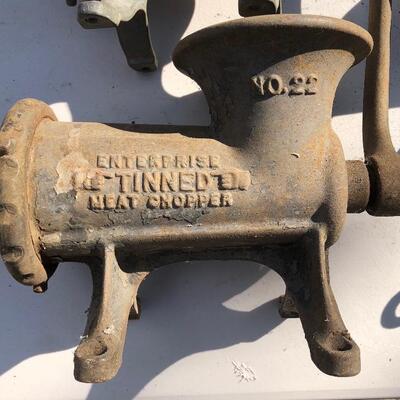 NO. 22
ENTERPRISE
"TINNED"
MEAT CHOPPER